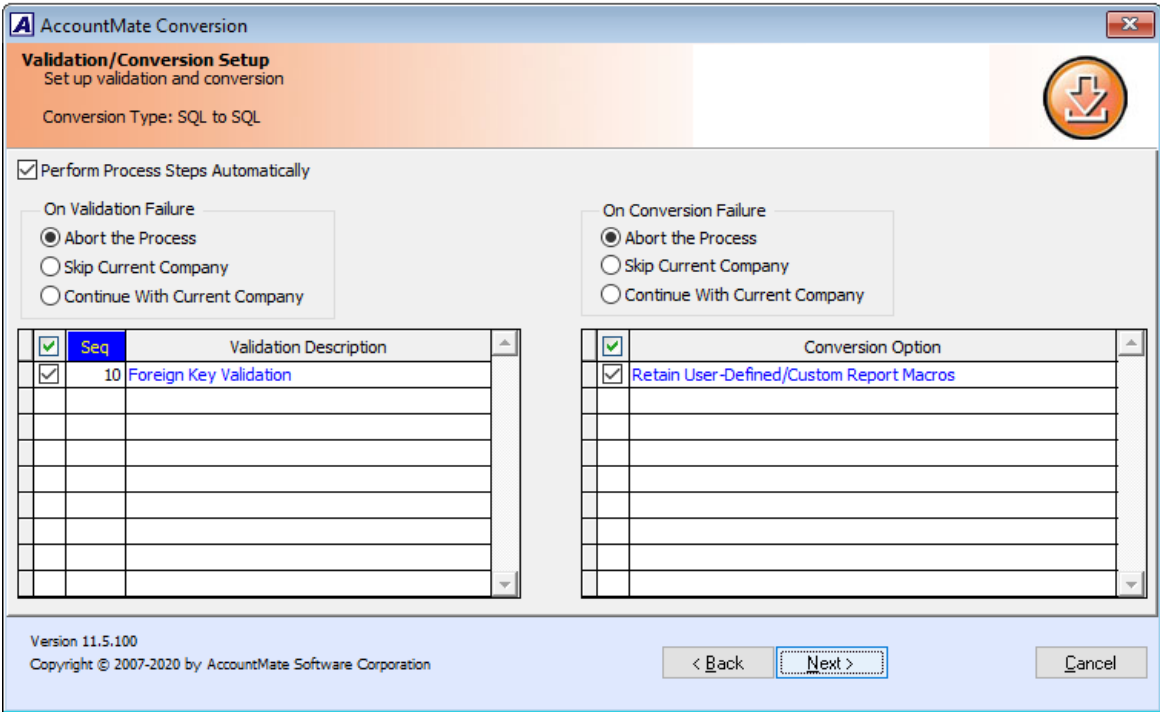 AccountMate Conversion
Validation/Conversion Setup
Set up validation and conversion
Conversion Type: SQL to SQL
Perform Process Steps Automatically
On Validation Failure
Abort the Process
Skip Current Company
Continue With Current Company
On Conversion Failure
Abort the Process
Skip Current Company
Continue With Current Company
Seq Validation Description
10 Foreign Key Validation
Conversion Option
Retain User-Defined/Custom Report Macros
Version 11.5.100
Copyright © 2007-2020 by AccountMate Software Corporation
< Back Next > Cancel